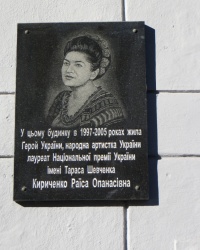 У цьому будинку в 1997-2005 роках жила
Герой України, народна артистка України
лауреат Національної премії України
імені Тараса Шевченка
Кириченко Раїса Опанасівна